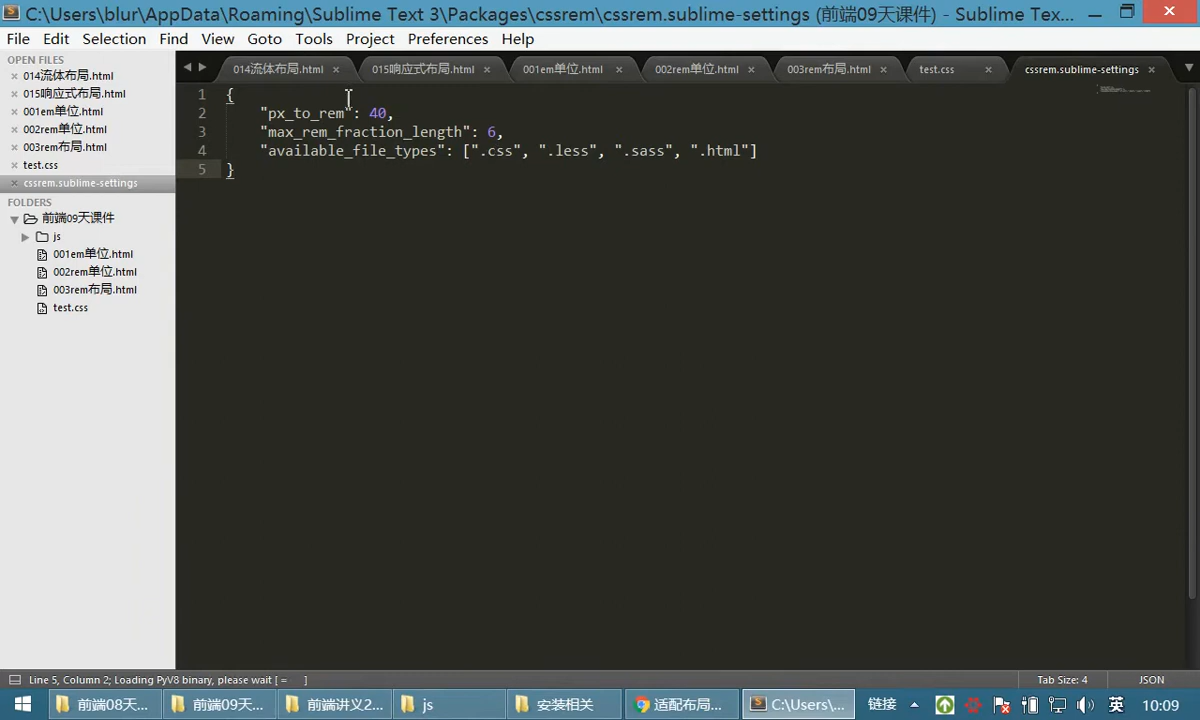 C:\Users\blur\AppData\Roaming\Sublime Text 3\Packages\cssrem\cssrem.sublime-settings (前端09天课件) - Sublime Tex...
File Edit Selection Find View Goto Tools Project Preferences Help
OPEN FILES
014流体布局.html
015响应式布局.html
001em单位.html
002rem单位.html
003rem布局.html
test.css
cssrem.sublime-settings
FOLDERS
前端09天课件
js
001em单位.html
002rem单位.html
003rem布局.html
test.css
014流体布局.html 015响应式布局.html 001em单位.html 002rem单位.html 003rem布局.html test.css cssrem.sublime-settings
1 {
2 "px_to_rem": 40,
3 "max_rem_fraction_length": 6,
4 "available_file_types": [".css", ".less", ".sass", ".html"]
5 }
Line 5, Column 2; Loading PyV8 binary, please wait [ = ] Tab Size: 4 JSON
前端08天... 前端09天... 前端讲义2... js 安装相关 适配布局... C:\Users\... 链接 英 10:09